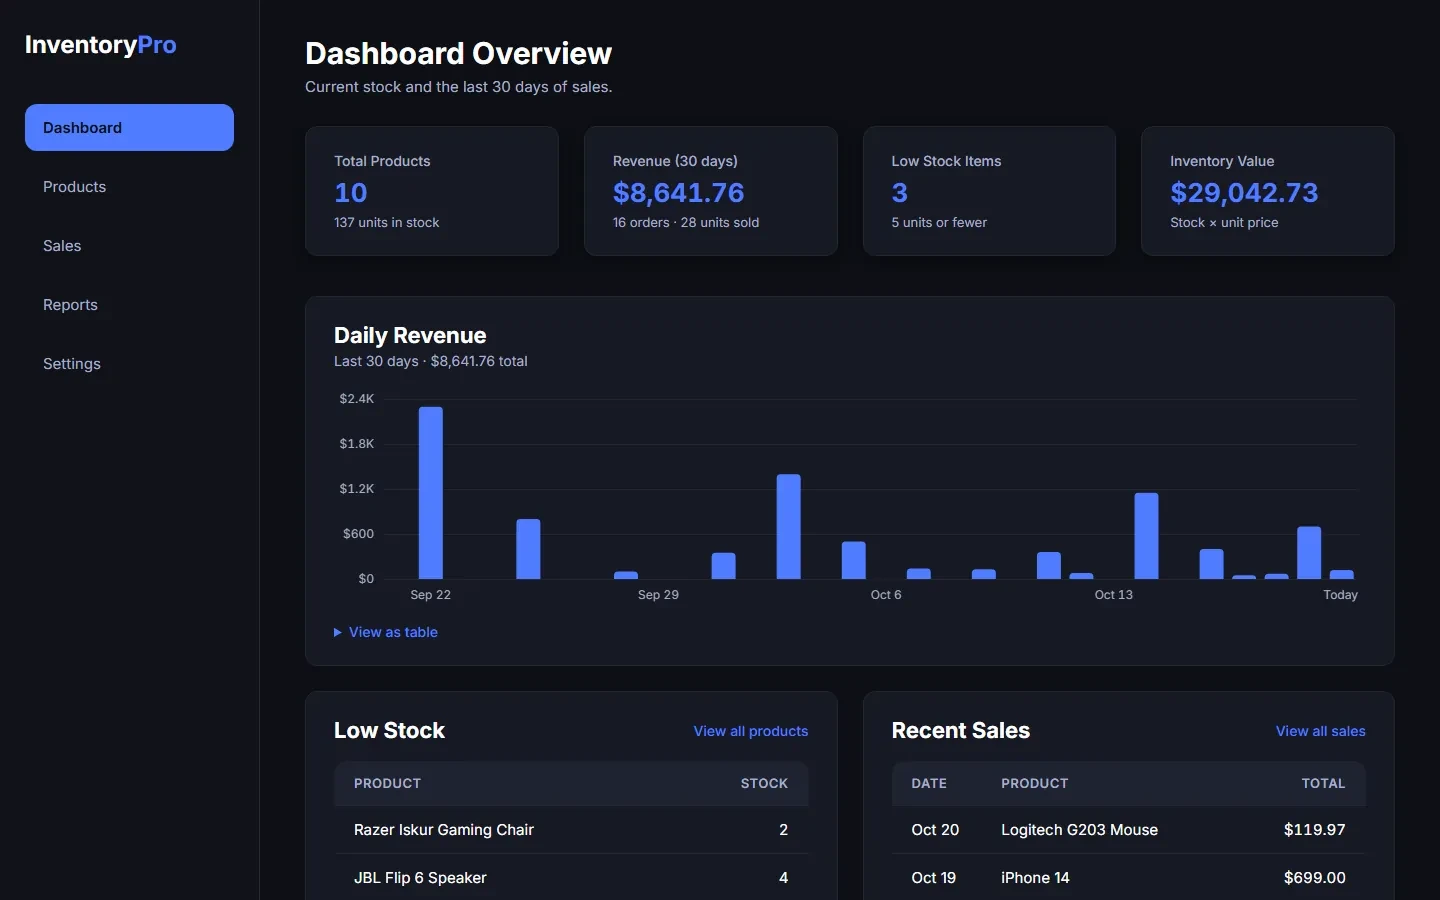 InventoryPro
Dashboard
Products
Sales
Reports
Settings
Dashboard Overview
Current stock and the last 30 days of sales.
Total Products
10
137 units in stock
Revenue (30 days)
$8,641.76
16 orders · 28 units sold
Low Stock Items
3
5 units or fewer
Inventory Value
$29,042.73
Stock × unit price
Daily Revenue
Last 30 days · $8,641.76 total
$2.4K
$1.8K
$1.2K
$600
$0
Sep 22 Sep 29 Oct 6 Oct 13 Today
▶ View as table
Low Stock View all products
PRODUCT STOCK
Razer Iskur Gaming Chair 2
JBL Flip 6 Speaker 4
Recent Sales View all sales
DATE PRODUCT TOTAL
Oct 20 Logitech G203 Mouse $119.97
Oct 19 iPhone 14 $699.00